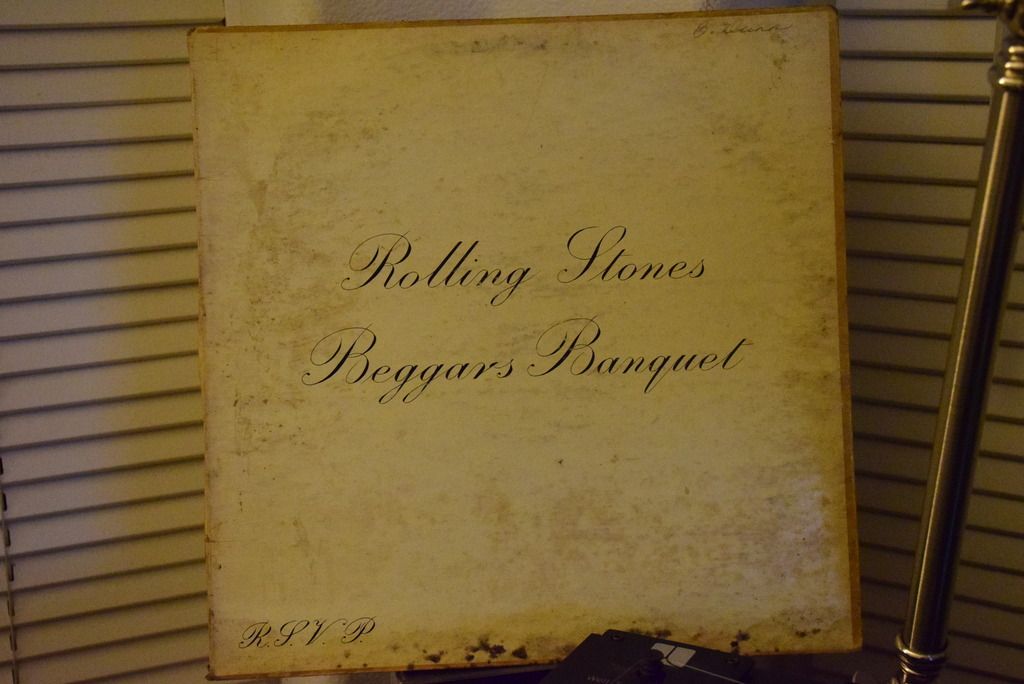 Rolling Stones
Beggars Banquet
R.S.V.P.